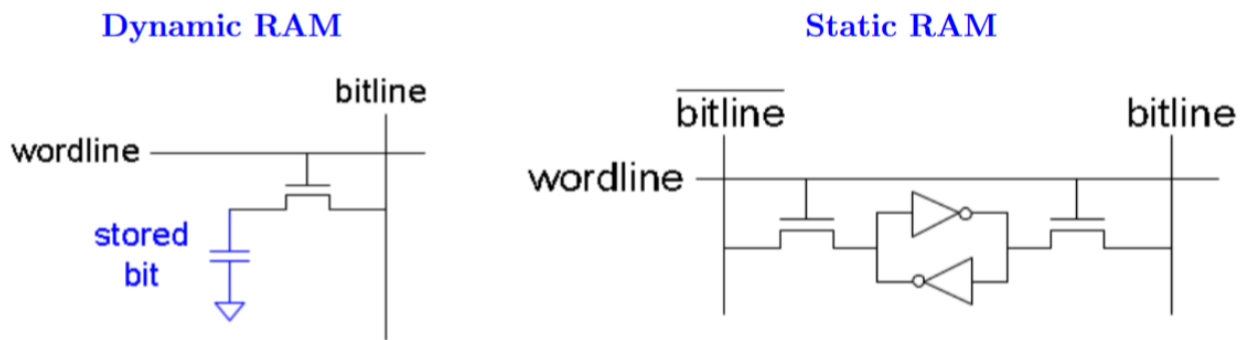 Dynamic RAM
bitline
wordline
stored
bit
Static RAM
bitline
bitline
wordline